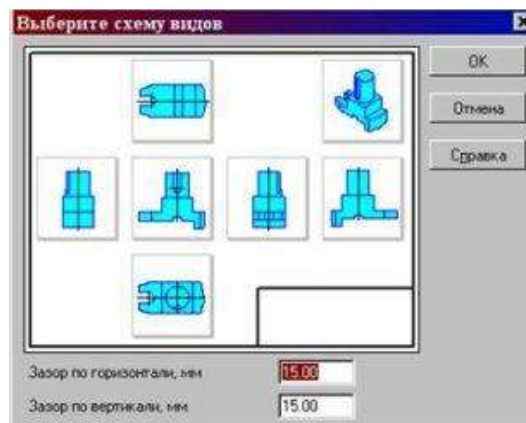 Выберите схему видов
OK
Отмена
Справка
Зазор по горизонтали, мм 15.00
Зазор по вертикали, мм 15.00